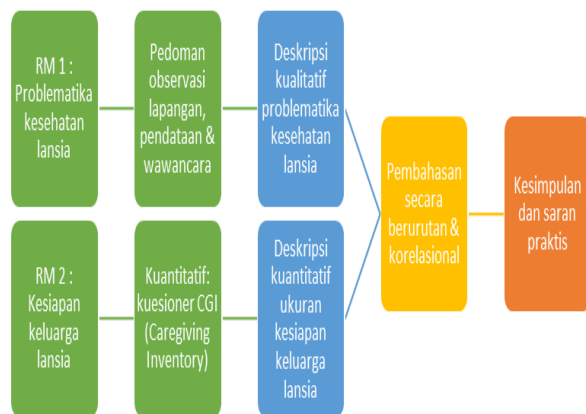 RM 1 :
Problematika
kesehatan
lansia
Pedoman
observasi
lapangan,
pendataan &
wawancara
Deskripsi
kualitatif
problematika
kesehatan
lansia
RM 2 :
Kesiapan
keluarga
lansia
Kuantitatif:
kuesioner CGI
(Caregiving
Inventory)
Deskripsi
kuantitatif
ukuran
kesiapan
keluarga
lansia
Pembahasan
secara
berurutan &
korelasional
Kesimpulan
dan saran
praktis